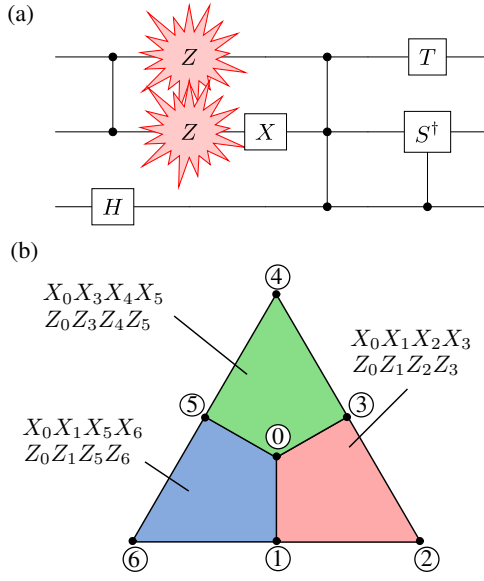 (a)
Z
T
Z
X
S†
H
(b)
④
X₀X₃X₄X₅
Z₀Z₃Z₄Z₅
X₀X₁X₂X₃
Z₀Z₁Z₂Z₃
⑤
③
X₀X₁X₅X₆
Z₀Z₁Z₅Z₆
⓪
⑥
①
②